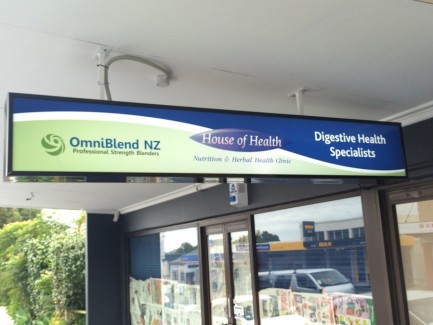 OmniBlend NZ
Professional Strength Blenders
House of Health
Nutrition & Herbal Health Clinic
Digestive Health
Specialists